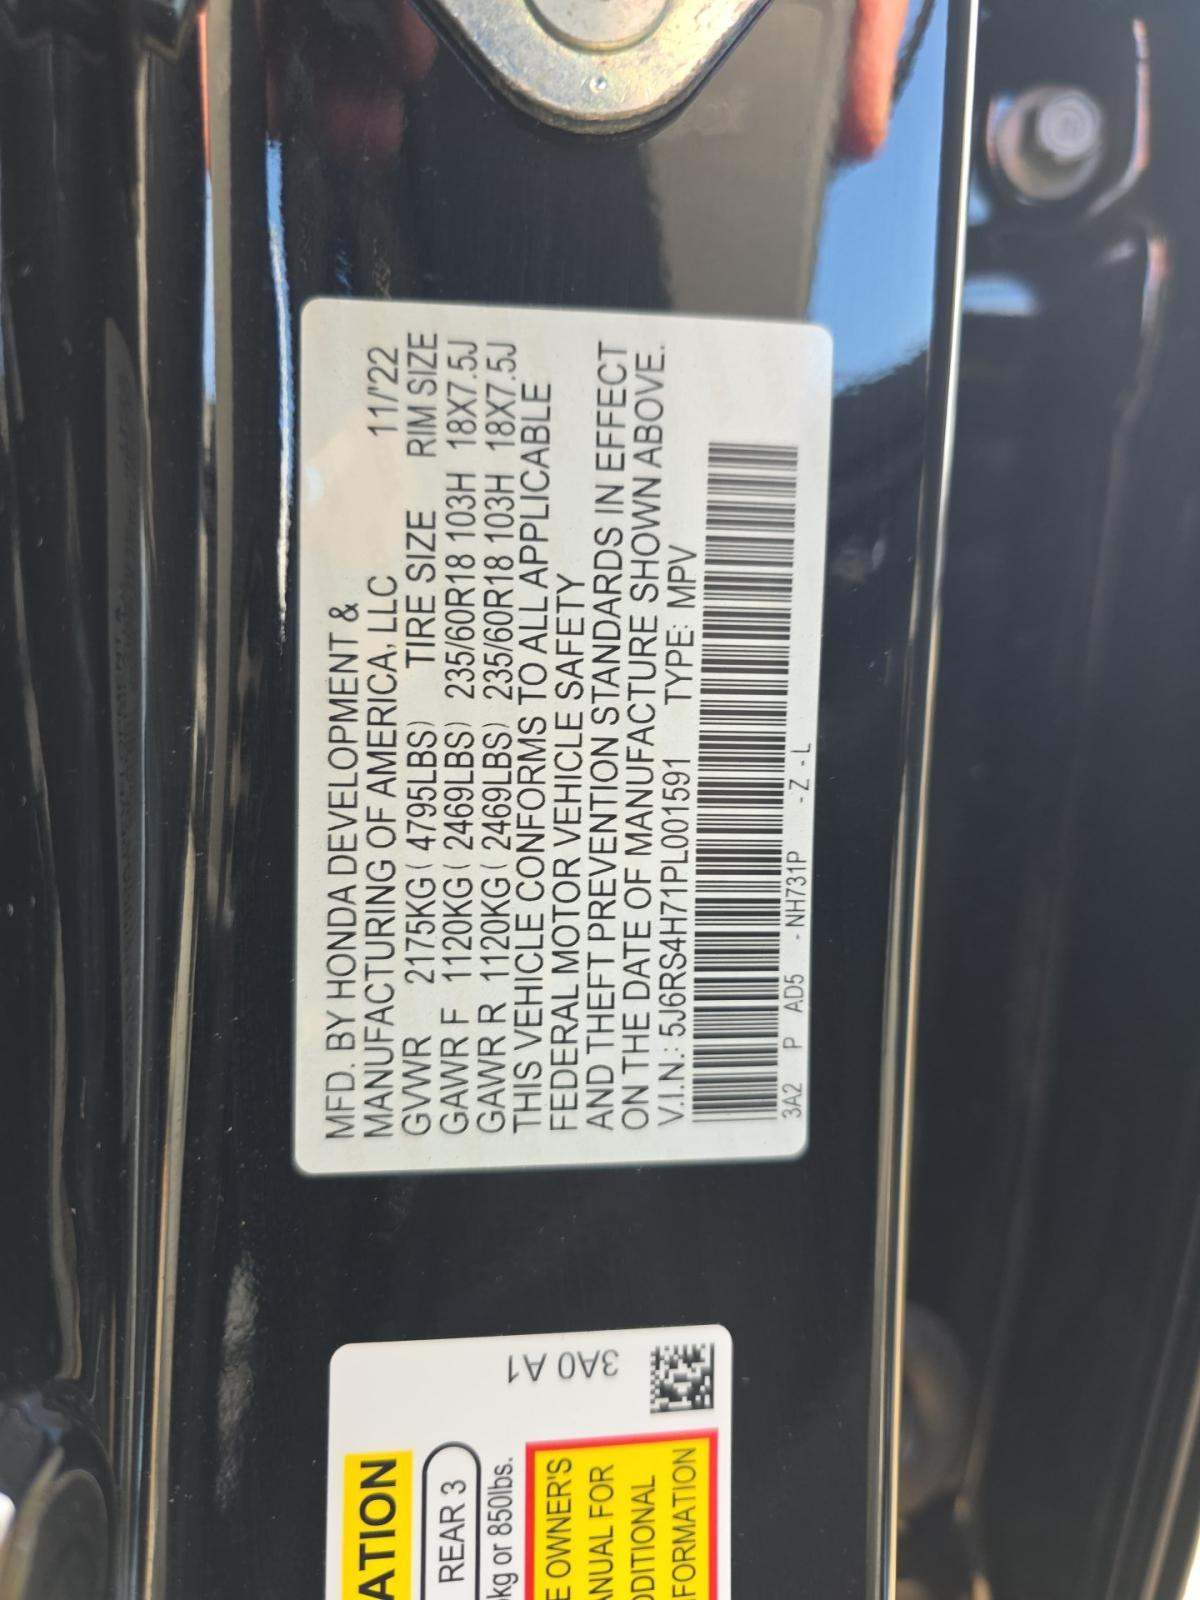 MFD. BY HONDA DEVELOPMENT &
MANUFACTURING OF AMERICA, LLC 11/'22
GVWR 2175KG ( 4795LBS) TIRE SIZE RIM SIZE
GAWR F 1120KG ( 2469LBS) 235/60R18 103H 18X7.5J
GAWR R 1120KG ( 2469LBS) 235/60R18 103H 18X7.5J
THIS VEHICLE CONFORMS TO ALL APPLICABLE
FEDERAL MOTOR VEHICLE SAFETY
AND THEFT PREVENTION STANDARDS IN EFFECT
ON THE DATE OF MANUFACTURE SHOWN ABOVE.
V.I.N.: 5J6RS4H71PL001591 TYPE: MPV
3A2 P AD5 - NH731P - Z - L
3A0 A1
ATION
REAR 3
kg or 850lbs.
E OWNER'S
ANUAL FOR
DDITIONAL
FORMATION